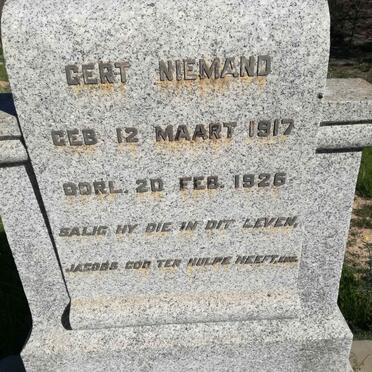 GERT NIEMAND
GEB 12 MAART 1917
OORL. 20 FEB. 1926
SALIG HY DIE IN DIT LEVEN,
JACOBS GOD TER HULPE HEEFT, ENZ.